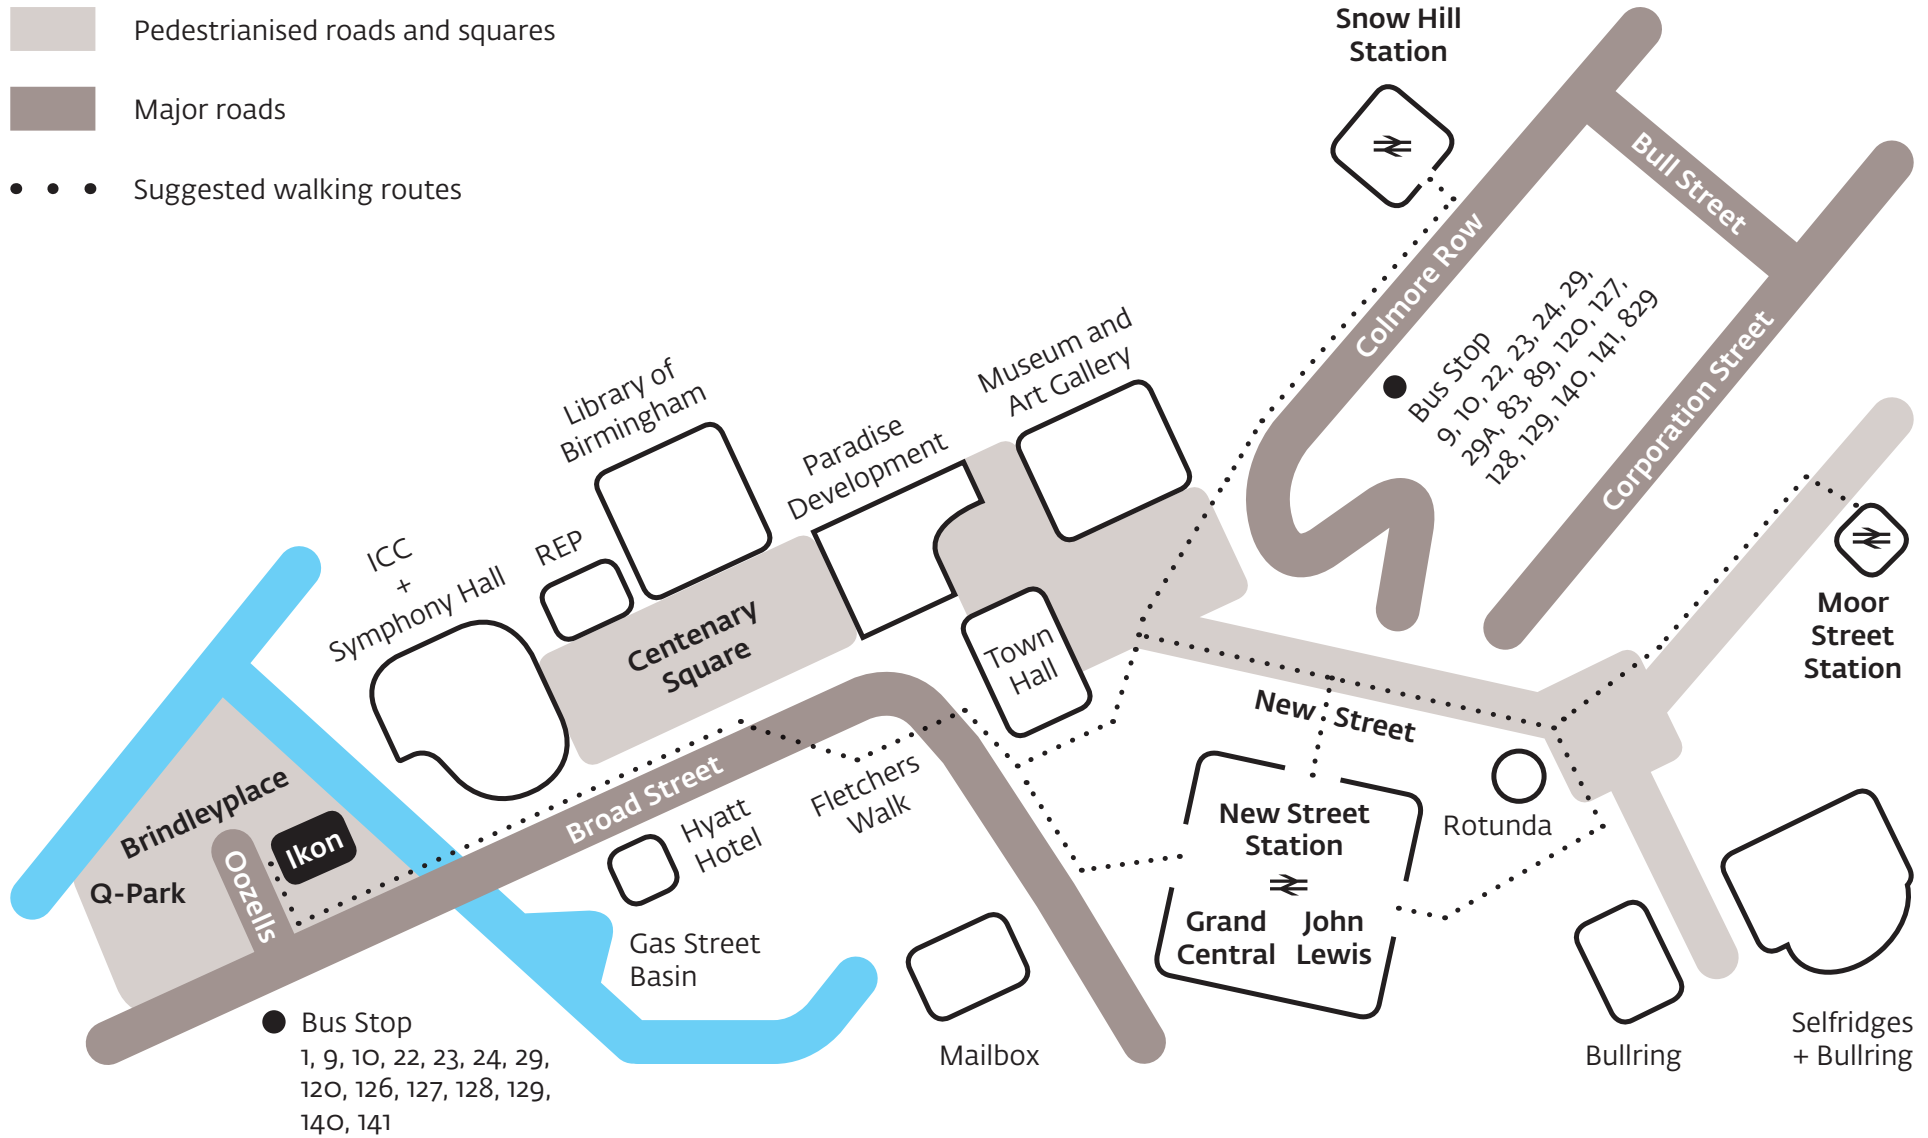 Pedestrianised roads and squares
Major roads
Suggested walking routes
Snow Hill
Station
Bull Street
Colmore Row
Bus Stop
9, 10, 22, 23, 24, 29,
29A, 83, 89, 120, 127,
128, 129, 140, 141, 829
Corporation Street
Museum and
Art Gallery
Library of
Birmingham
Paradise
Development
REP
ICC
+
Symphony Hall
Centenary
Square
Town
Hall
Moor
Street
Station
New Street
Brindleyplace
Ikon
Q-Park
Oozells
Broad Street
Hyatt
Hotel
Fletchers
Walk
New Street
Station
Grand
Central
John
Lewis
Rotunda
Gas Street
Basin
Mailbox
Bullring
Selfridges
+ Bullring
Bus Stop
1, 9, 10, 22, 23, 24, 29,
120, 126, 127, 128, 129,
140, 141